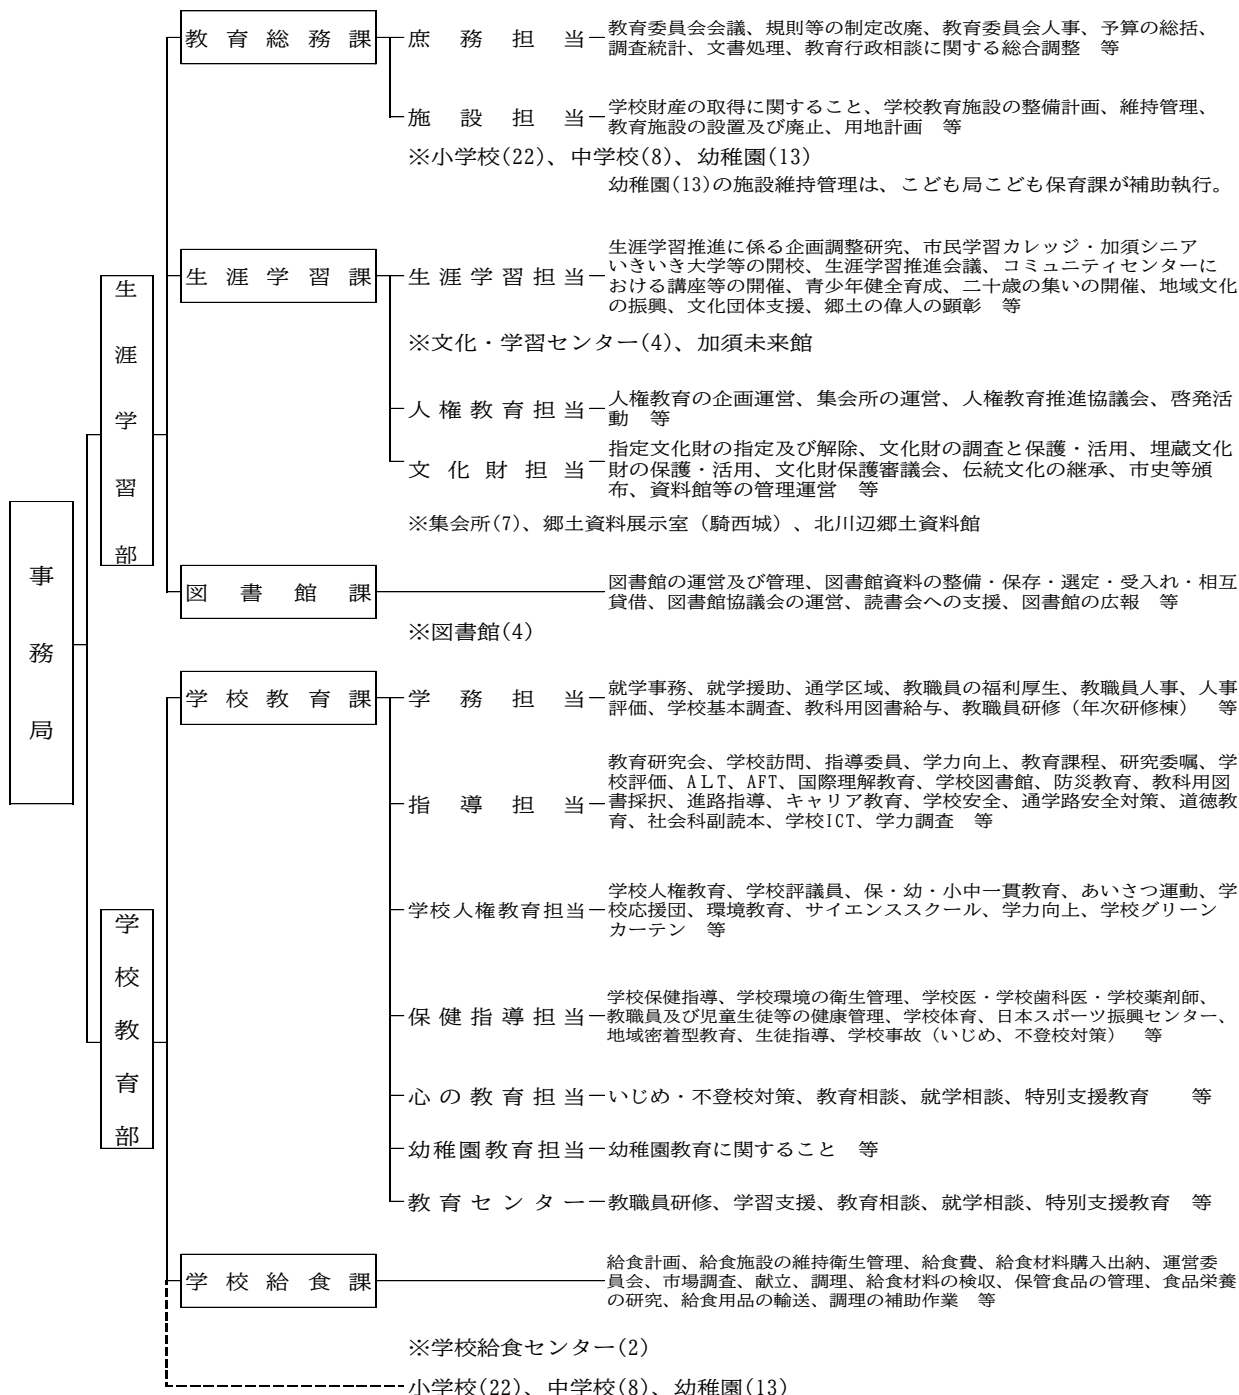 教育総務課
庶務担当
教育委員会会議、規則等の制定改廃、教育委員会人事、予算の総括、
調査統計、文書処理、教育行政相談に関する総合調整　等
施設担当
学校財産の取得に関すること、学校教育施設の整備計画、維持管理、
教育施設の設置及び廃止、用地計画　等
※小学校(22)、中学校(8)、幼稚園(13)
幼稚園(13)の施設維持管理は、こども局こども保育課が補助執行。
生涯学習課
生涯学習担当
生涯学習推進に係る企画調整研究、市民学習カレッジ・加須シニア
いきいき大学等の開校、生涯学習推進会議、コミュニティセンターに
おける講座等の開催、青少年健全育成、二十歳の集いの開催、地域文化
の振興、文化団体支援、郷土の偉人の顕彰　等
※文化・学習センター(4)、加須未来館
人権教育担当
人権教育の企画運営、集会所の運営、人権教育推進協議会、啓発活
動　等
文化財担当
指定文化財の指定及び解除、文化財の調査と保護・活用、埋蔵文化
財の保護・活用、文化財保護審議会、伝統文化の継承、市史等頒
布、資料館等の管理運営　等
※集会所(7)、郷土資料展示室（騎西城）、北川辺郷土資料館
生涯学習部
図書館課
図書館の運営及び管理、図書館資料の整備・保存・選定・受入れ・相互
貸借、図書館協議会の運営、読書会への支援、図書館の広報　等
※図書館(4)
事務局
学校教育課
学務担当
就学事務、就学援助、通学区域、教職員の福利厚生、教職員人事、人事
評価、学校基本調査、教科用図書給与、教職員研修（年次研修棟）　等
指導担当
教育研究会、学校訪問、指導委員、学力向上、教育課程、研究委嘱、学
校評価、ALT、AFT、国際理解教育、学校図書館、防災教育、教科用図
書採択、進路指導、キャリア教育、学校安全、通学路安全対策、道徳教
育、社会科副読本、学校ICT、学力調査　等
学校人権教育担当
学校人権教育、学校評議員、保・幼・小中一貫教育、あいさつ運動、学
校応援団、環境教育、サイエンススクール、学力向上、学校グリーン
カーテン　等
学校教育部
保健指導担当
学校保健指導、学校環境の衛生管理、学校医・学校歯科医・学校薬剤師、
教職員及び児童生徒等の健康管理、学校体育、日本スポーツ振興センター、
地域密着型教育、生徒指導、学校事故（いじめ、不登校対策）　等
心の教育担当
いじめ・不登校対策、教育相談、就学相談、特別支援教育　　等
幼稚園教育担当
幼稚園教育に関すること　等
教育センター
教職員研修、学習支援、教育相談、就学相談、特別支援教育　等
学校給食課
給食計画、給食施設の維持衛生管理、給食費、給食材料購入出納、運営委
員会、市場調査、献立、調理、給食材料の検収、保管食品の管理、食品栄養
の研究、給食用品の輸送、調理の補助作業　等
※学校給食センター(2)
小学校(22)、中学校(8)、幼稚園(13)